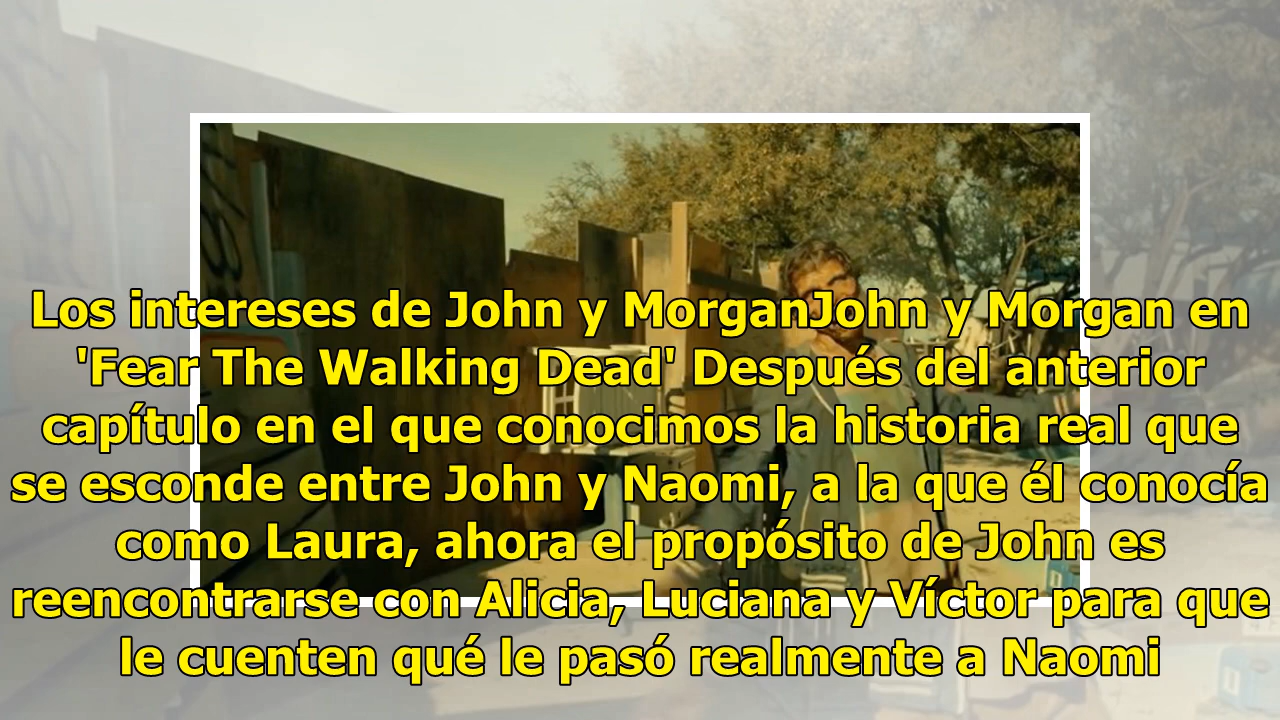 Los intereses de John y MorganJohn y Morgan en
'Fear The Walking Dead' Después del anterior
capítulo en el que conocimos la historia real que
se esconde entre John y Naomi, a la que él conocía
como Laura, ahora el propósito de John es
reencontrarse con Alicia, Luciana y Víctor para que
le cuenten qué le pasó realmente a Naomi